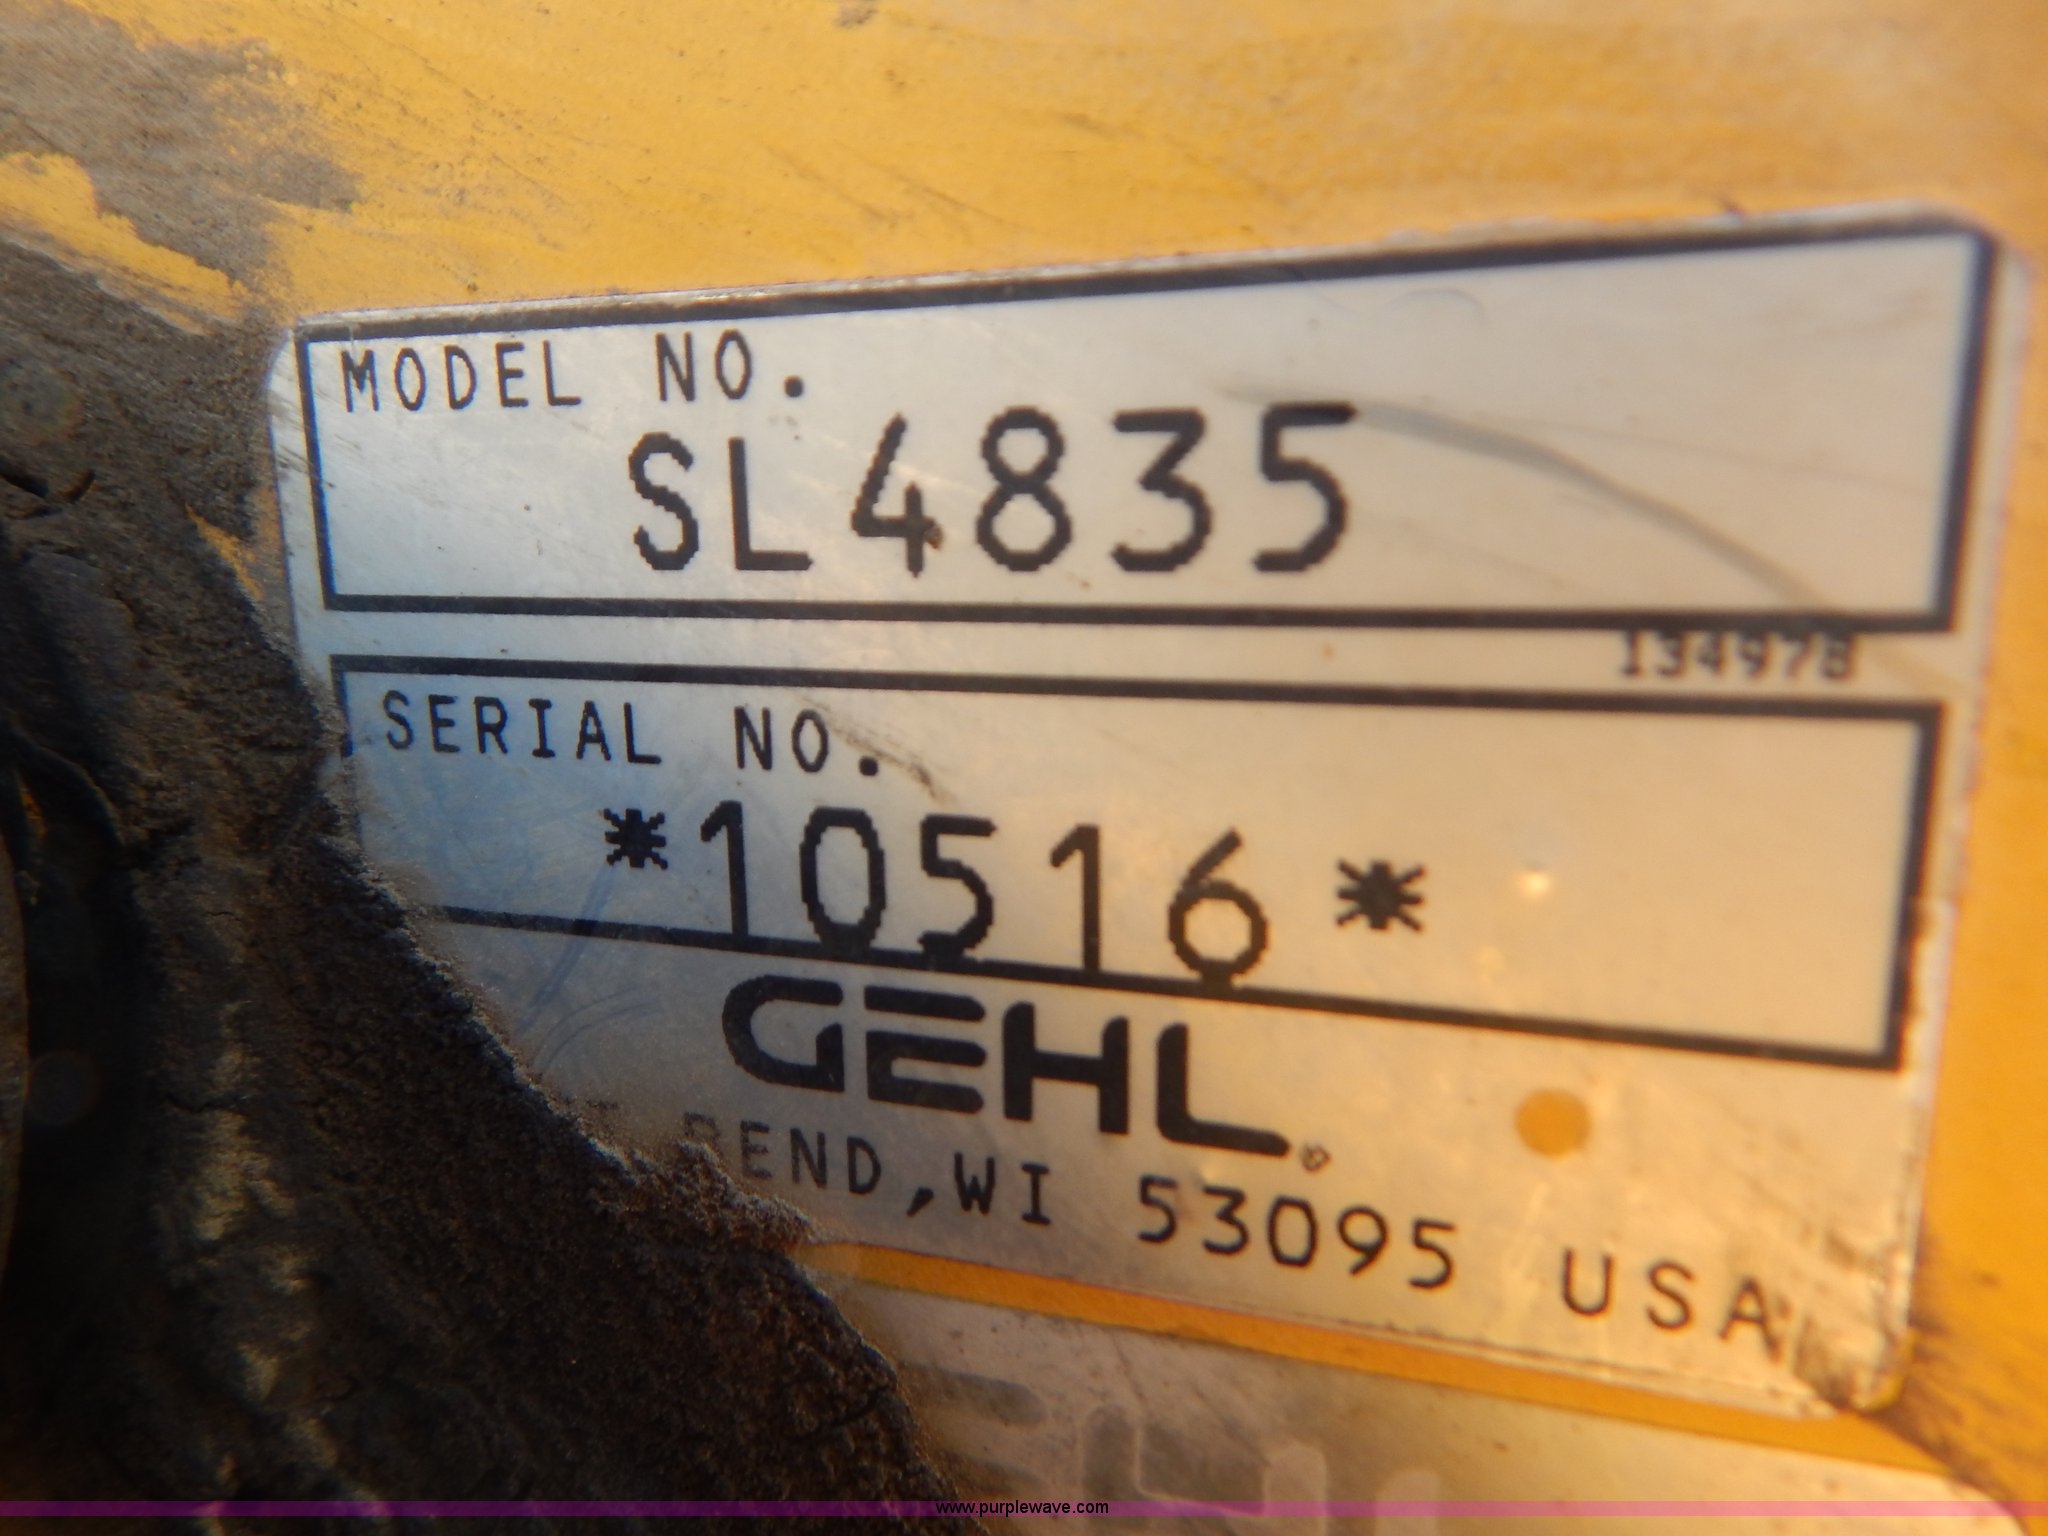 MODEL NO.
SL4835
134978
SERIAL NO.
*10516*
GEHL®
BEND, WI 53095 USA
www.purplewave.com